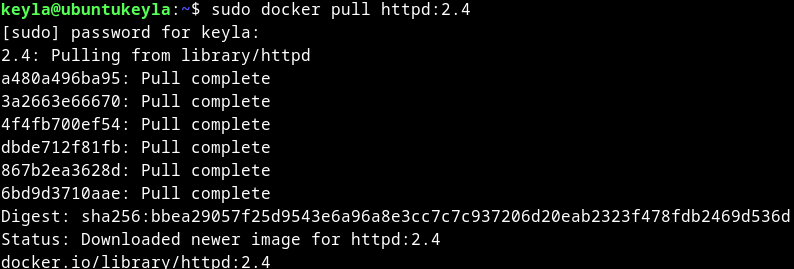 keyla@ubuntukeyla:~$ sudo docker pull httpd:2.4
[sudo] password for keyla:
2.4: Pulling from library/httpd
a480a496ba95: Pull complete
3a2663e66670: Pull complete
4f4fb700ef54: Pull complete
dbde712f81fb: Pull complete
867b2ea3628d: Pull complete
6bd9d3710aae: Pull complete
Digest: sha256:bbea29057f25d9543e6a96a8e3cc7c7c937206d20eab2323f478fdb2469d536d
Status: Downloaded newer image for httpd:2.4
docker.io/library/httpd:2.4